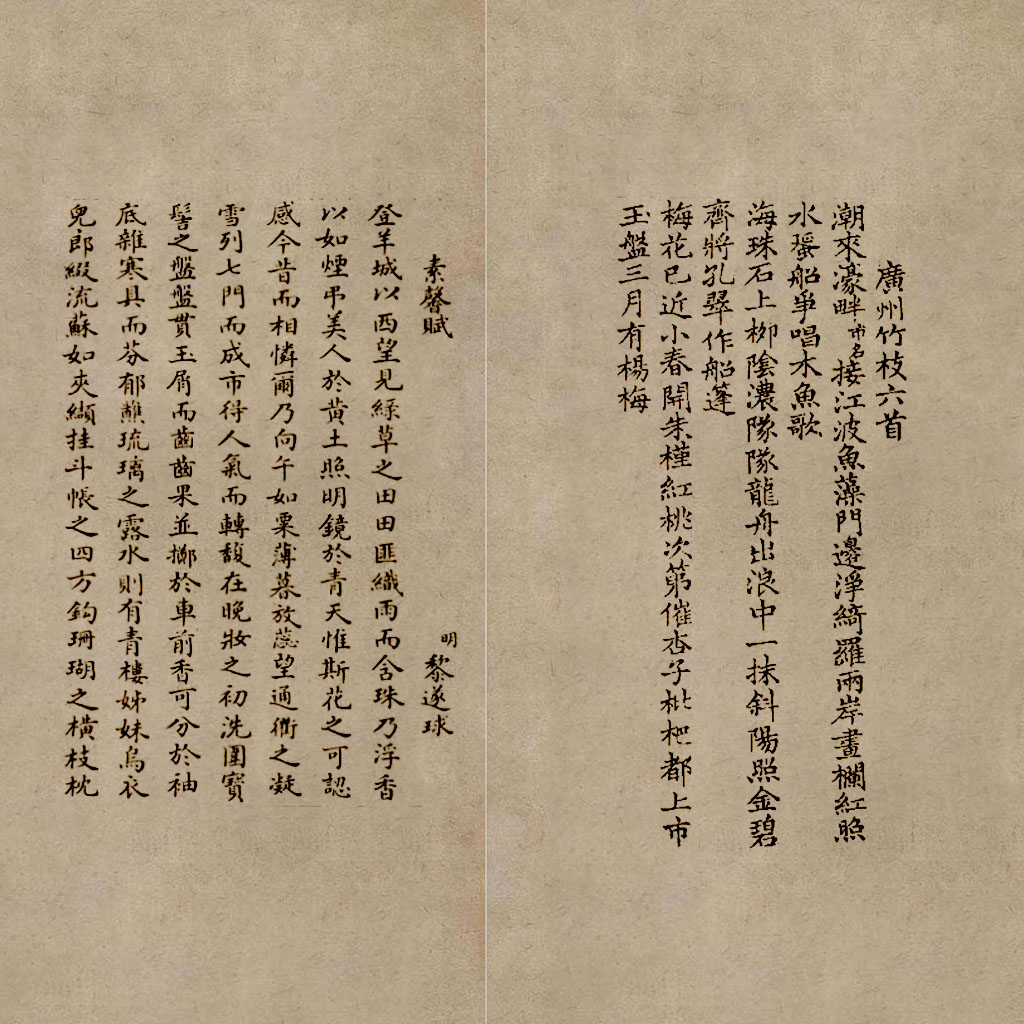 廣州竹枝六首
潮來濠畔市名接江波魚藻門邊淨綺羅兩岸畫欄紅照
水蜑船爭唱木魚歌
海珠石上栁陰濃隊隊龍舟出浪中一抹斜陽照金碧
齊將孔翠作船篷
梅花已近小春開朱槿紅桃次第催杏子枇杷都上市
玉盤三月有楊梅
素馨賦
明黎遂球
登羊城以西望見綠草之田田匪織雨而含珠乃浮香
以如煙弔美人於黄土照明鏡於青天惟斯花之可認
感今昔而相憐爾乃向午如栗薄暮放蕊望通衢之凝
雪列七門而成市得人氣而轉馥在晚妝之初洗圍寶
髻之盤盤貫玉屑而齒齒果並擲於車前香可分於袖
底雜寒具而芬郁蘸琉璃之露水則有青樓姊妹烏衣
兒郎綴流蘇如夾纈挂斗帳之四方鈎珊瑚之橫枝枕